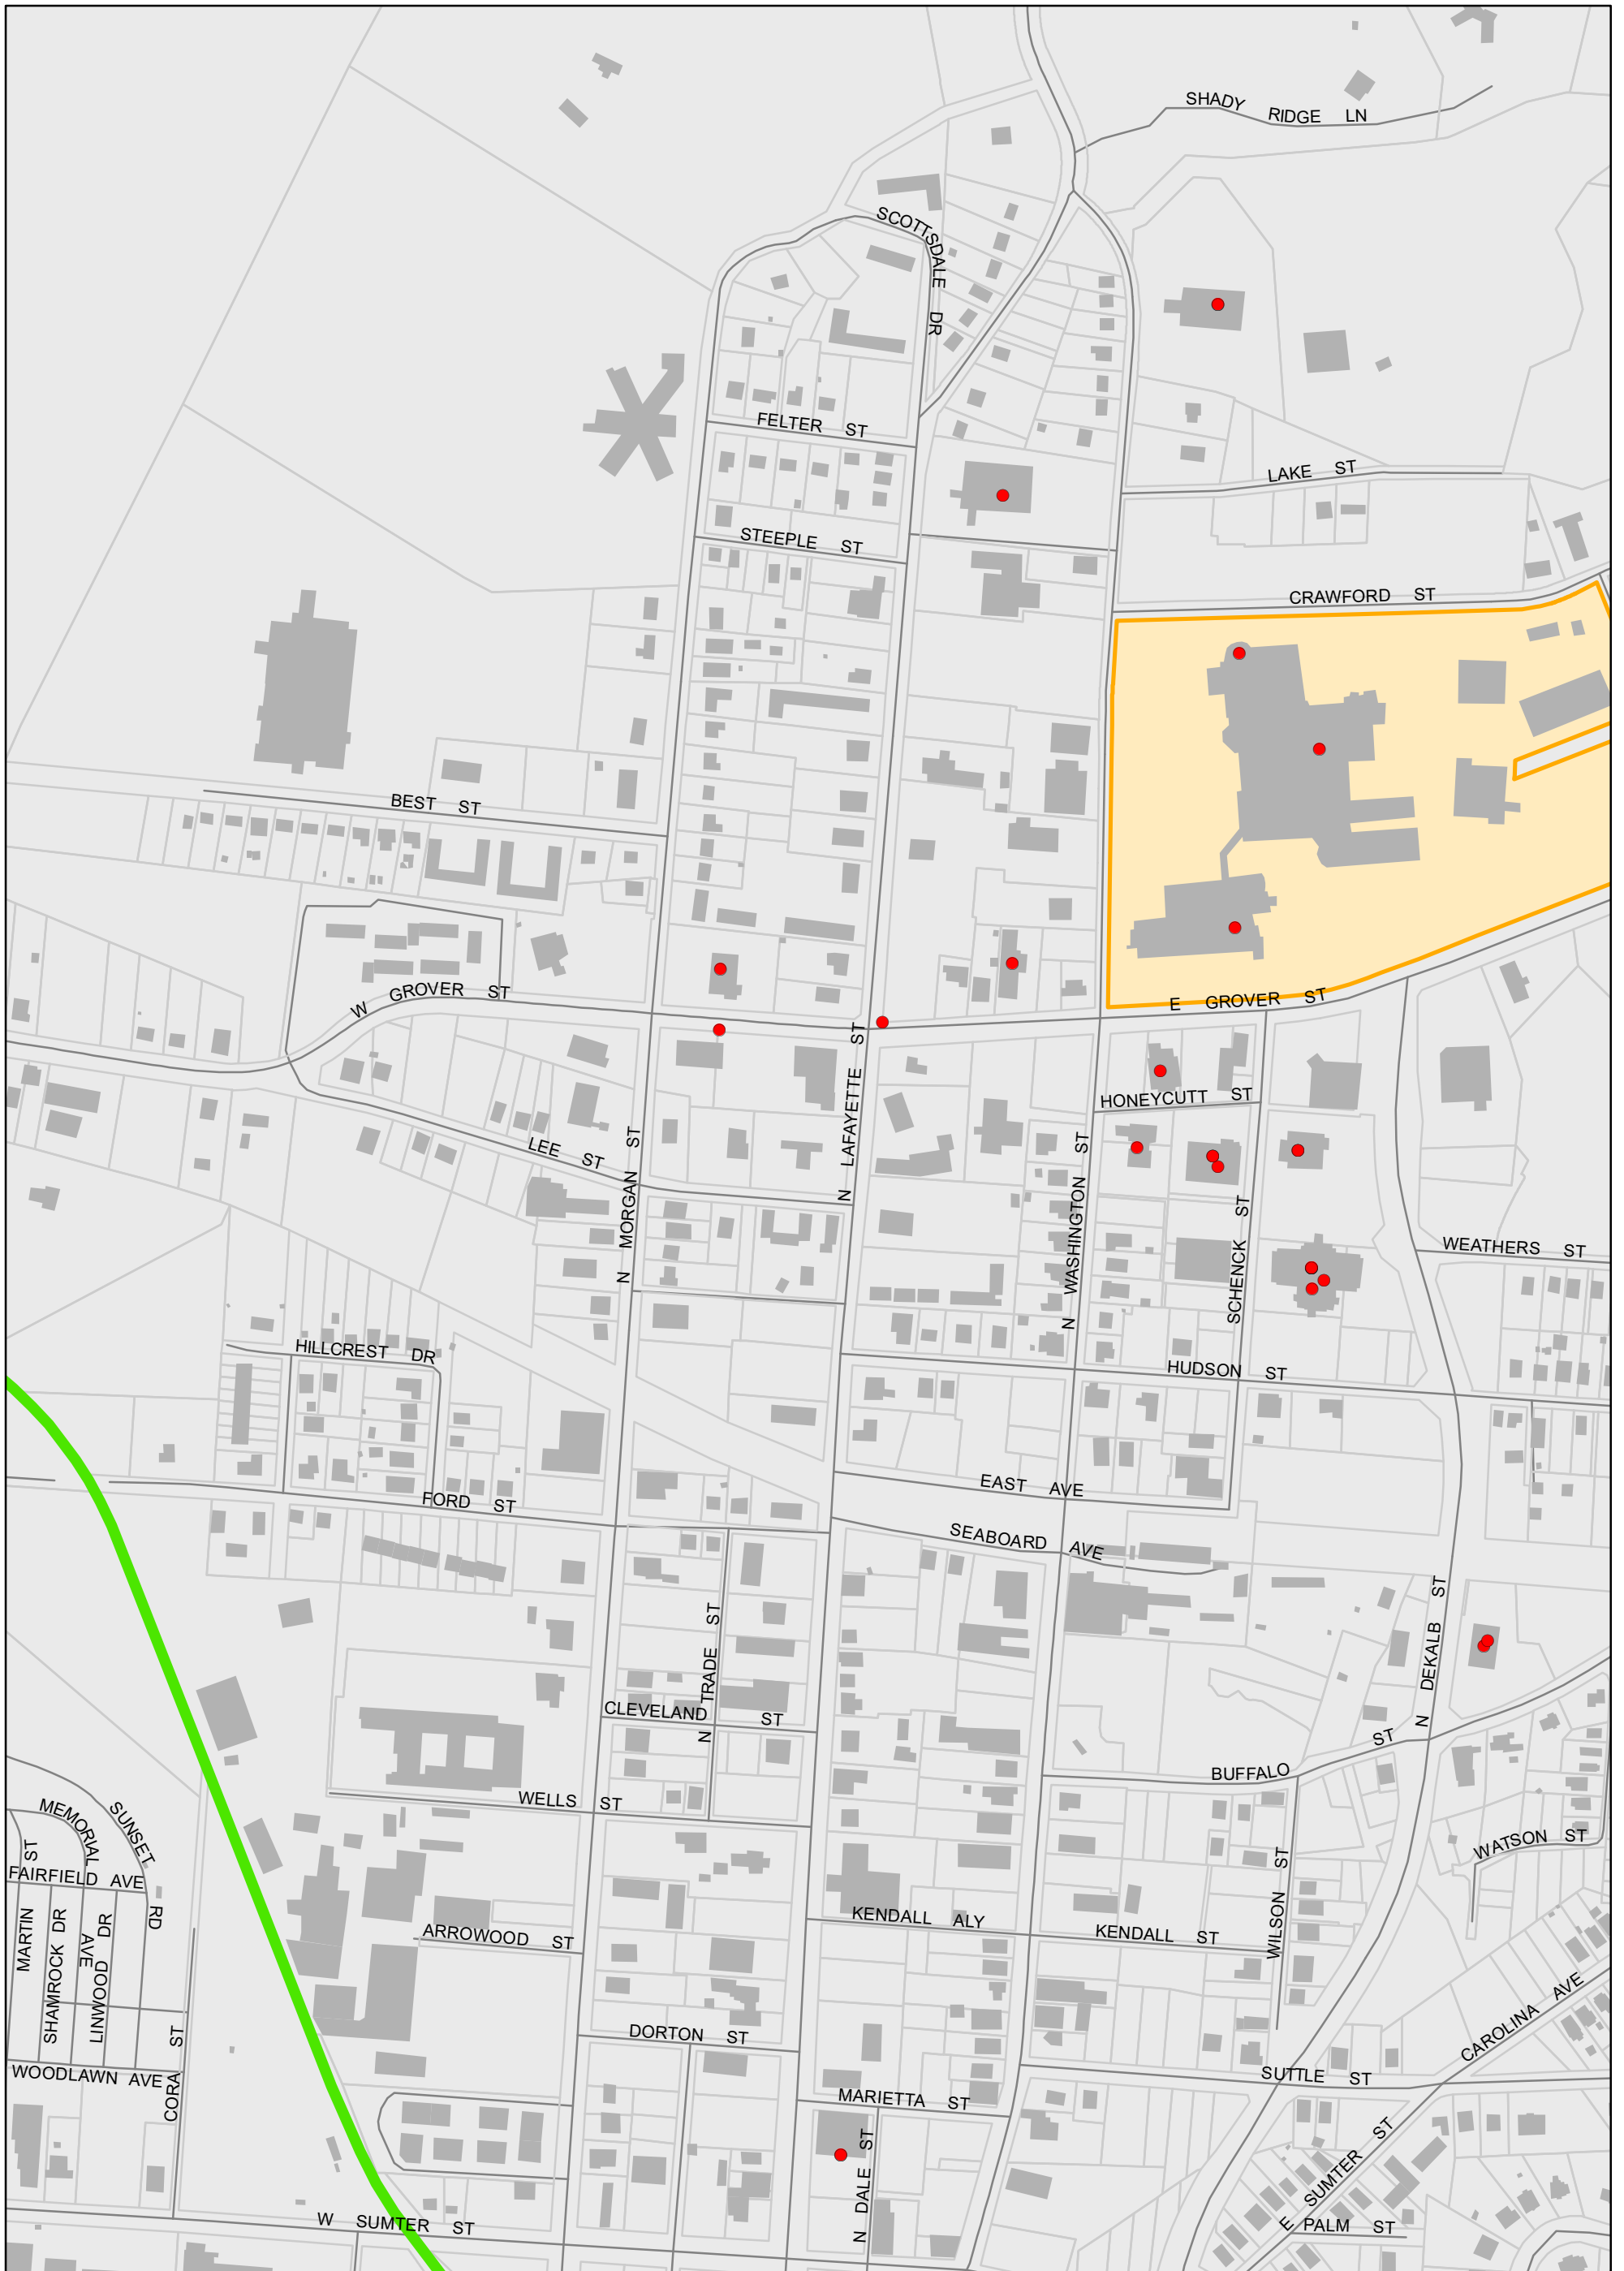 SHADY RIDGE LN
SCOTTSDALE DR
FELTER ST
LAKE ST
STEEPLE ST
CRAWFORD ST
BEST ST
W GROVER ST
E GROVER ST
HONEYCUTT ST
LEE ST
N MORGAN ST
N LAFAYETTE ST
N WASHINGTON ST
SCHENCK ST
WEATHERS ST
HILLCREST DR
HUDSON ST
EAST AVE
FORD ST
SEABOARD AVE
N TRADE ST
N DEKALB ST
CLEVELAND ST
BUFFALO ST
WELLS ST
MEMORIAL AVE
SUNSET RD
WATSON ST
FAIRFIELD AVE
MARTIN ST
SHAMROCK DR
LINWOOD DR
KENDALL ALY
KENDALL ST
WILSON ST
ARROWOOD ST
CAROLINA AVE
DORTON ST
WOODLAWN AVE
CORA ST
SUTTLE ST
MARIETTA ST
N DALE ST
E SUMTER ST
W SUMTER ST
PALM ST